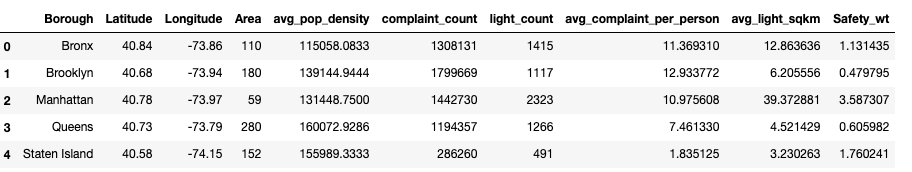 Borough Latitude Longitude Area avg_pop_density complaint_count light_count avg_complaint_per_person avg_light_sqkm Safety_wt
0 Bronx 40.84 -73.86 110 115058.0833 1308131 1415 11.369310 12.863636 1.131435
1 Brooklyn 40.68 -73.94 180 139144.9444 1799669 1117 12.933772 6.205556 0.479795
2 Manhattan 40.78 -73.97 59 131448.7500 1442730 2323 10.975608 39.372881 3.587307
3 Queens 40.73 -73.79 280 160072.9286 1194357 1266 7.461330 4.521429 0.605982
4 Staten Island 40.58 -74.15 152 155989.3333 286260 491 1.835125 3.230263 1.760241